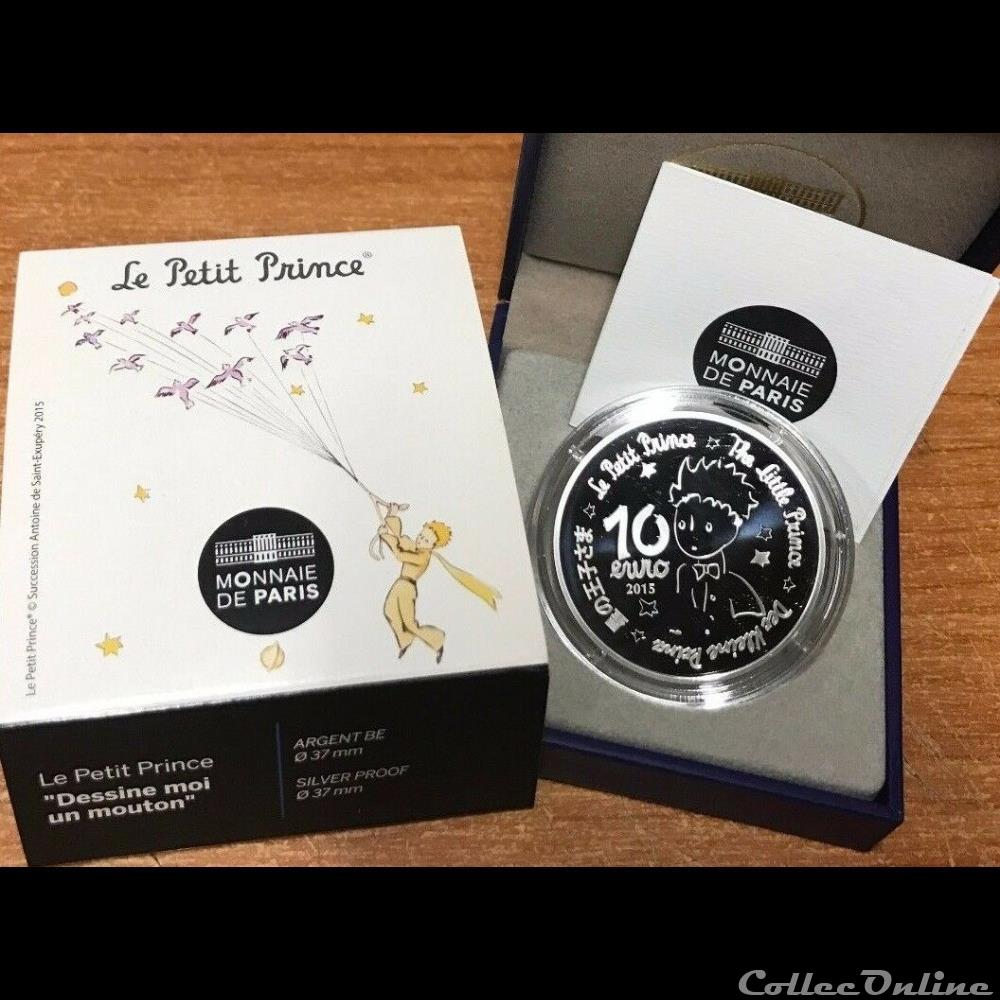 Le Petit Prince®
Le Petit Prince® © Succession Antoine de Saint-Exupéry 2015
MONNAIE
DE PARIS
Le Petit Prince
"Dessine moi
un mouton"
ARGENT BE
Ø 37 mm
SILVER PROOF
Ø 37 mm
MONNAIE
DE PARIS
Le Petit Prince ☆ The Little Prince
Der Kleine Prinz
星の王子さま
10
euro
2015
CollecOnline